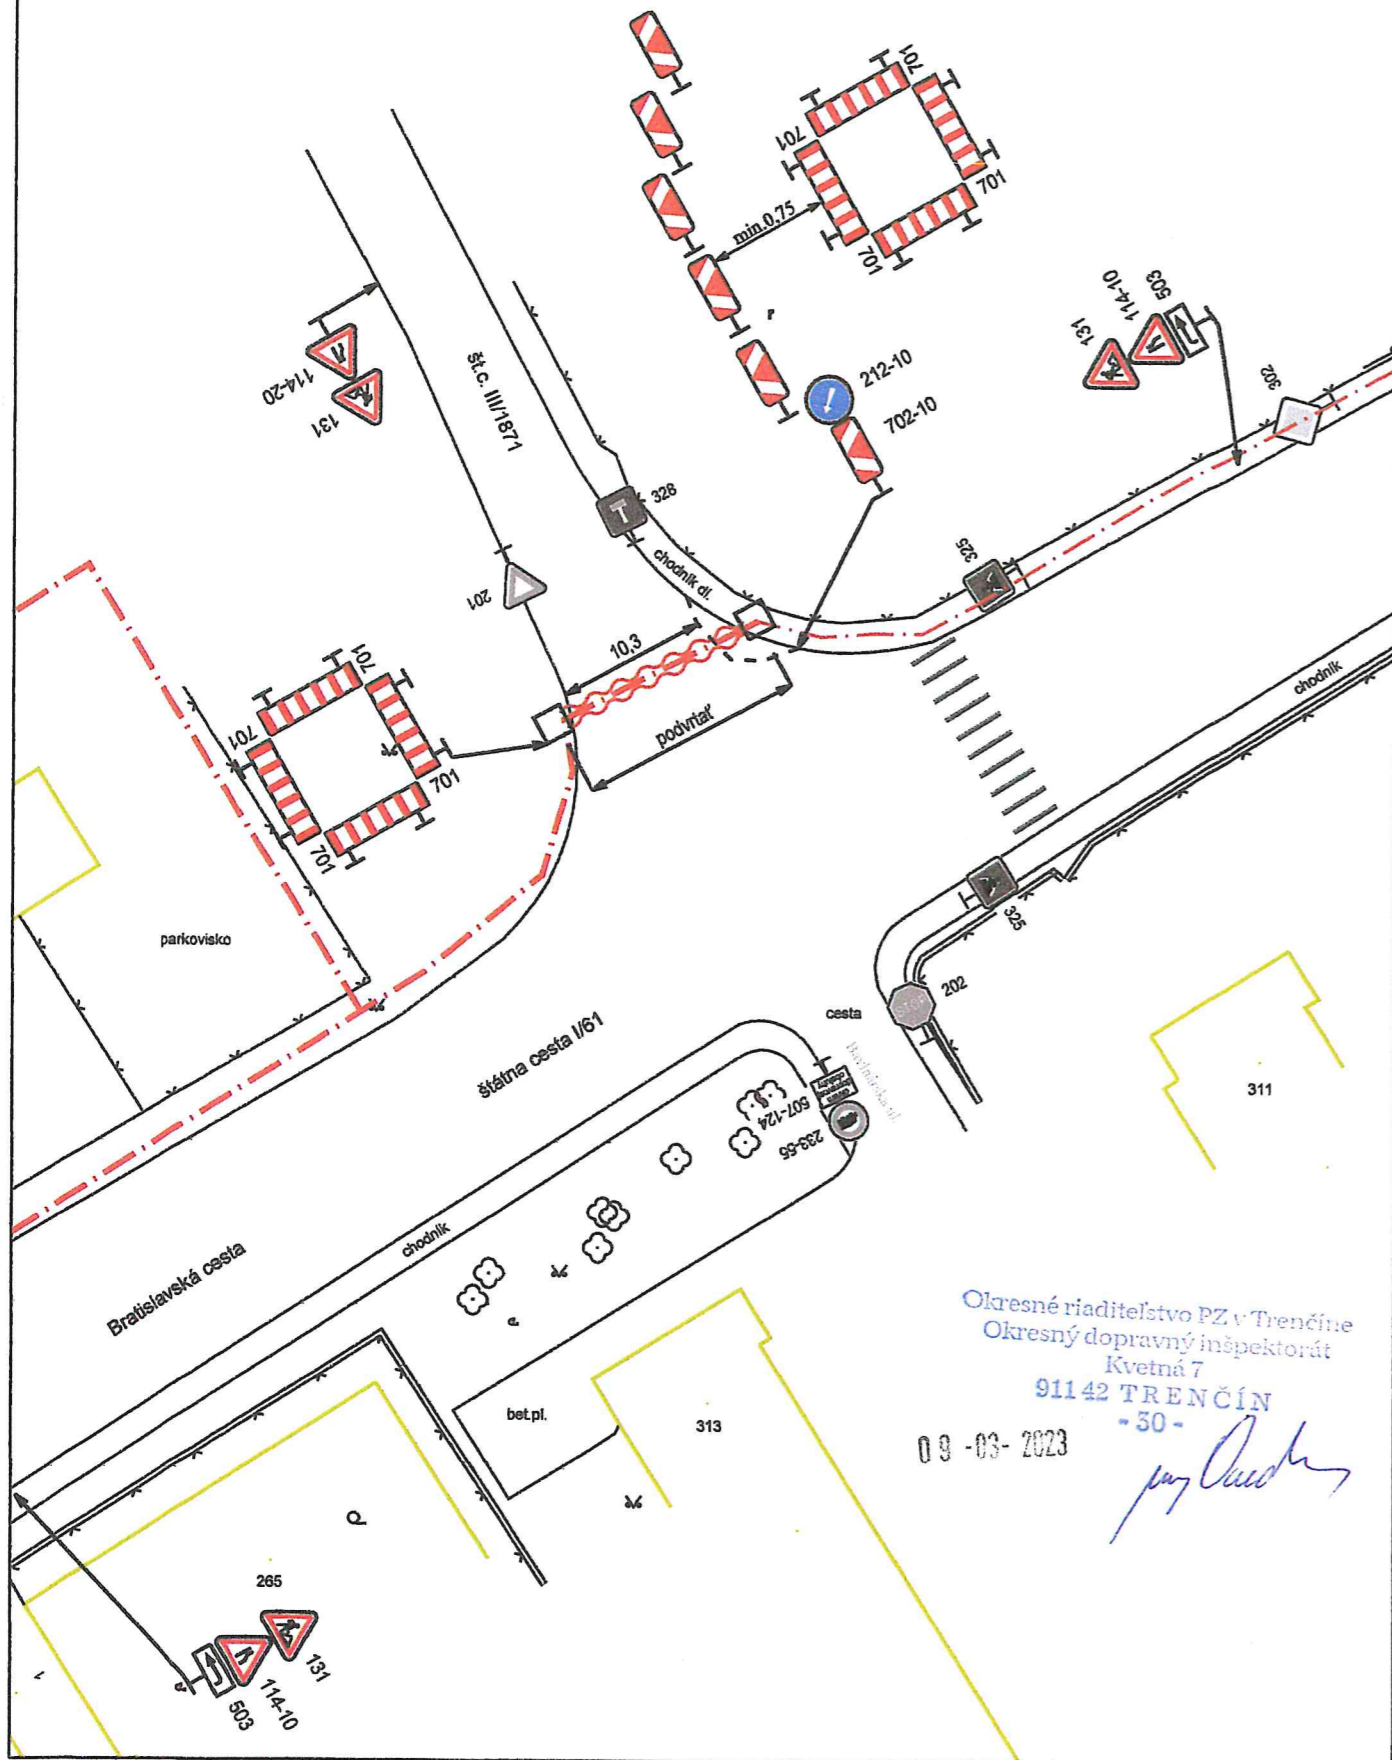 701
701
701
701
min.0,75
114-20
131
št.c. III/1871
212-10
702-10
131
114-10
503
302
T
328
chodník dl.
325
201
10,3
podvŕtať
701
701
701
701
chodník
parkovisko
325
202
STOP
cesta
štátna cesta I/61
507-124
233-55
311
chodník
Bratislavská cesta
bet.pl.
313
265
503
114-10
131
Okresné riaditeľstvo PZ v Trenčíne
Okresný dopravný inšpektorát
Kvetná 7
911 42 TRENČÍN
- 30 -
09 -03- 2023